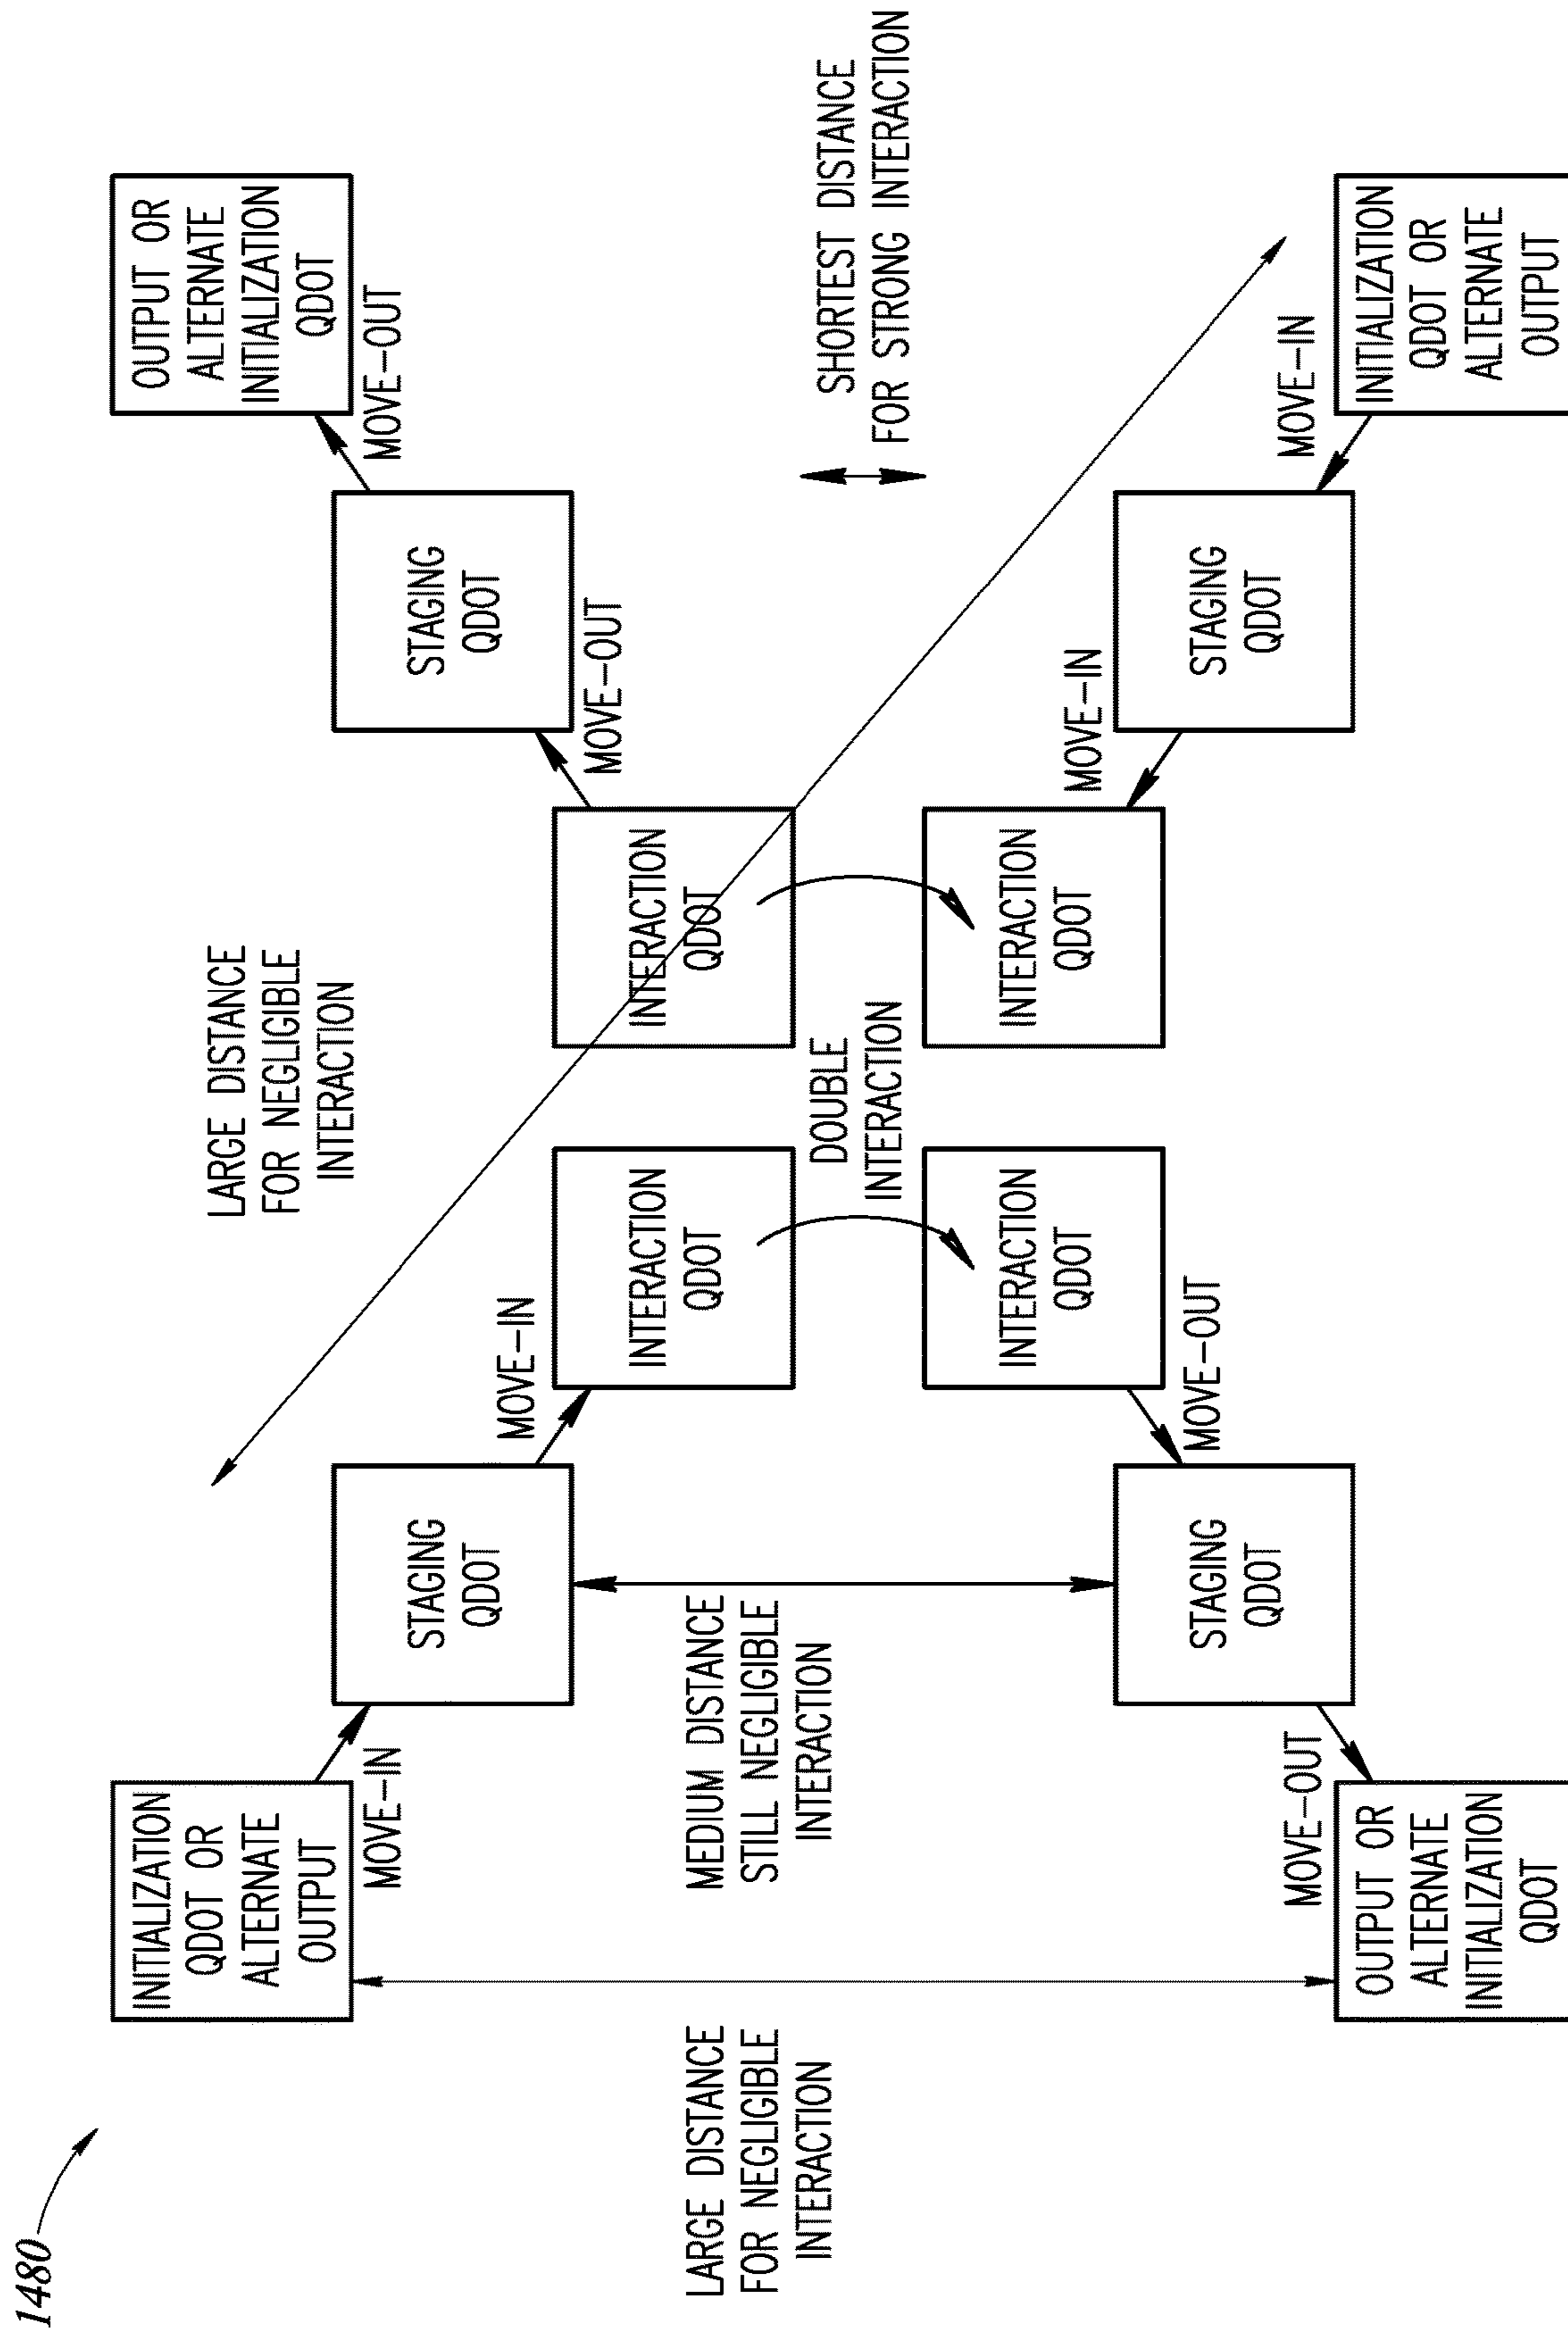 1480
INITIALIZATION
QDOT OR
ALTERNATE
OUTPUT
OUTPUT OR
ALTERNATE
INITIALIZATION
QDOT
LARGE DISTANCE
FOR NEGLIGIBLE
INTERACTION
MOVE-IN
MOVE-OUT
STAGING
QDOT
STAGING
QDOT
MOVE-IN
MOVE-OUT
INTERACTION
QDOT
INTERACTION
QDOT
LARGE DISTANCE
FOR NEGLIGIBLE
INTERACTION
MEDIUM DISTANCE
STILL NEGLIGIBLE
INTERACTION
DOUBLE
INTERACTION
SHORTEST DISTANCE
FOR STRONG INTERACTION
INTERACTION
QDOT
INTERACTION
QDOT
MOVE-OUT
MOVE-IN
STAGING
QDOT
STAGING
QDOT
MOVE-OUT
MOVE-IN
OUTPUT OR
ALTERNATE
INITIALIZATION
QDOT
INITIALIZATION
QDOT OR
ALTERNATE
OUTPUT